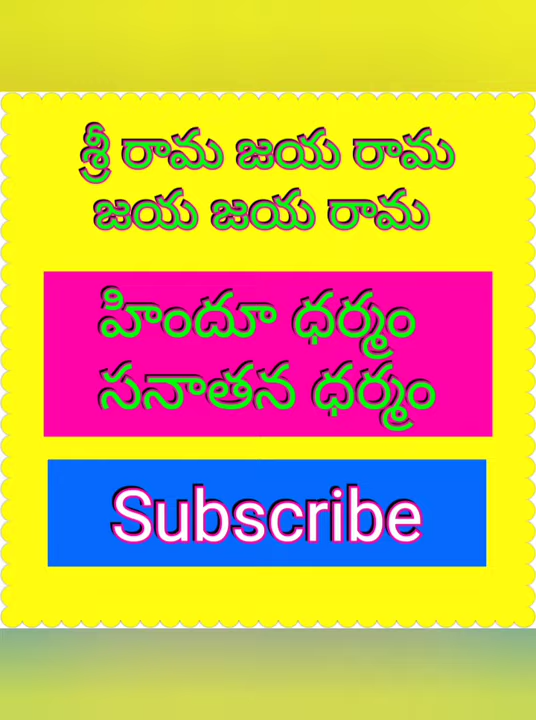 శ్రీ రామ జయ రామ
జయ జయ రామ
హిందూ ధర్మం
సనాతన ధర్మం
Subscribe